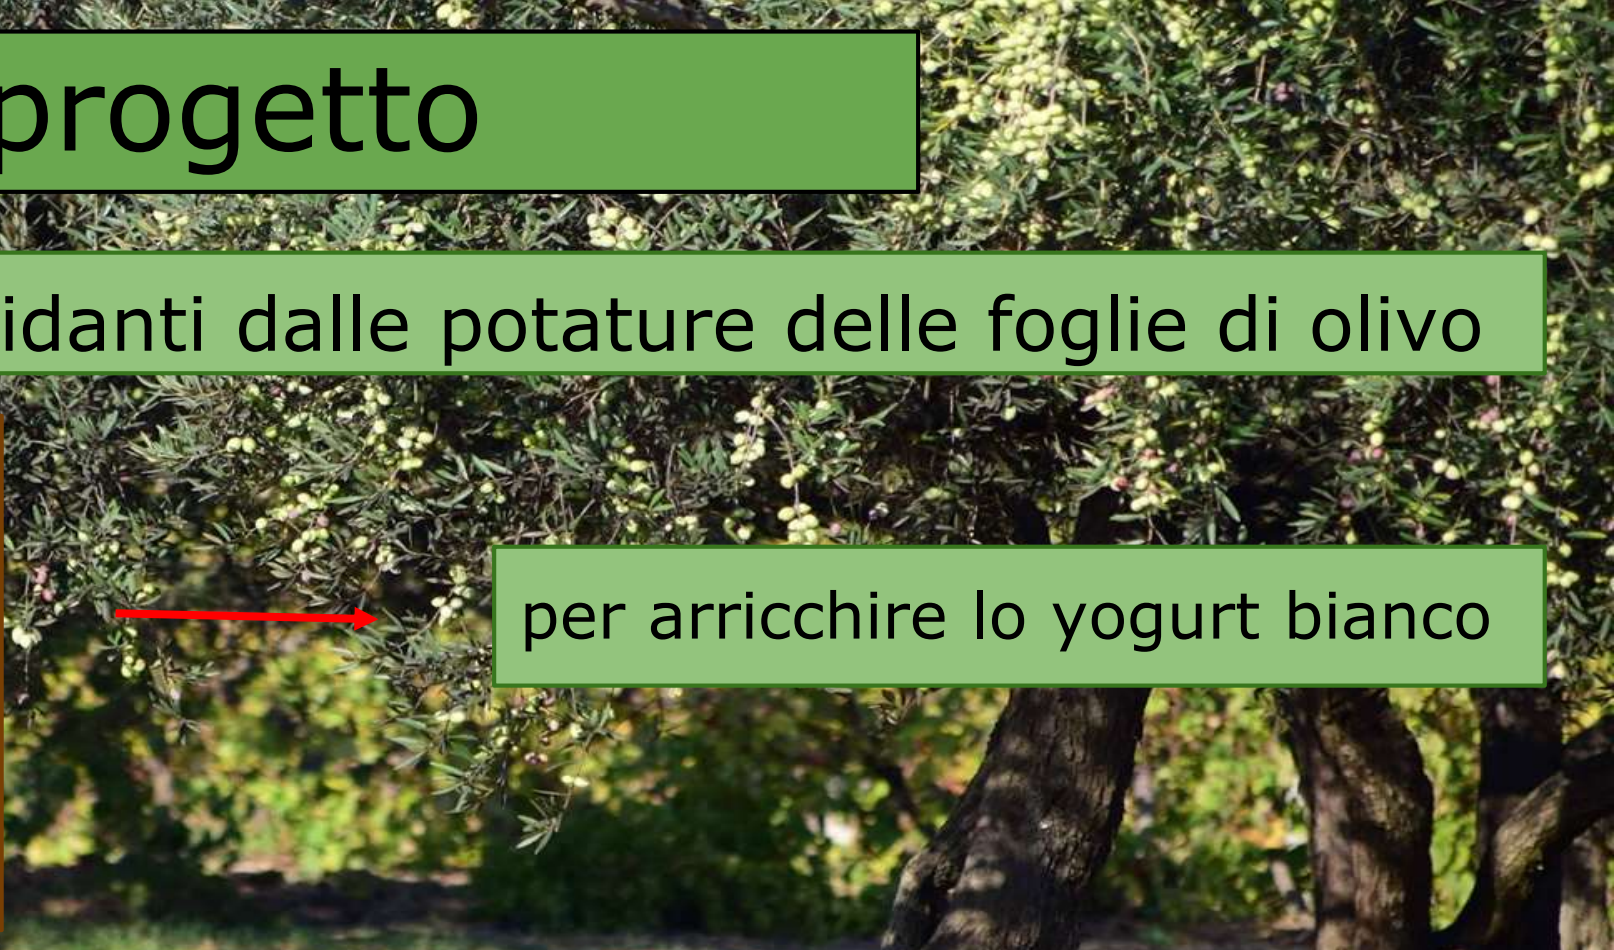 progetto
idanti dalle potature delle foglie di olivo
per arricchire lo yogurt bianco